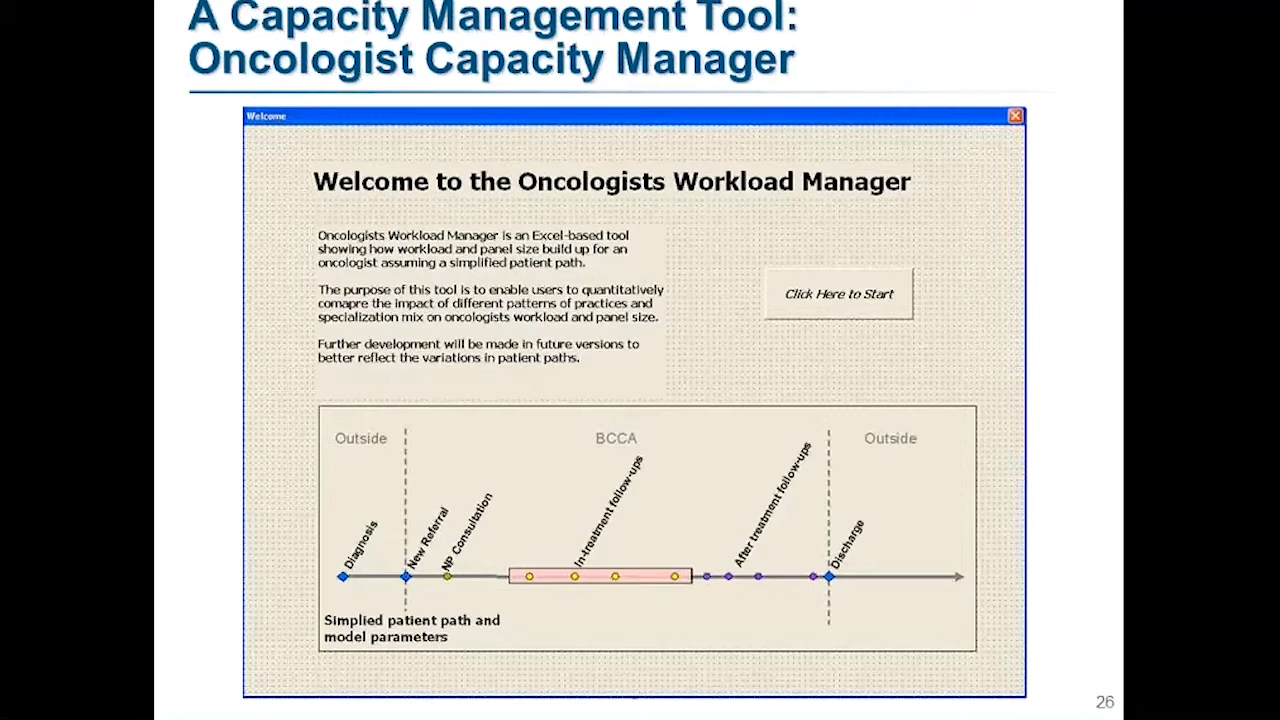 A Capacity Management Tool:
Oncologist Capacity Manager
Welcome
Welcome to the Oncologists Workload Manager
Oncologists Workload Manager is an Excel-based tool
showing how workload and panel size build up for an
oncologist assuming a simplified patient path.
The purpose of this tool is to enable users to quantitatively
comapre the impact of different patterns of practices and
specialization mix on oncologists workload and panel size.
Further development will be made in future versions to
better reflect the variations in patient paths.
Click Here to Start
Outside
BCCA
Outside
Diagnosis
New Referral
NP Consultation
In-treatment follow-ups
After treatment follow-ups
Discharge
Simplied patient path and
model parameters
26